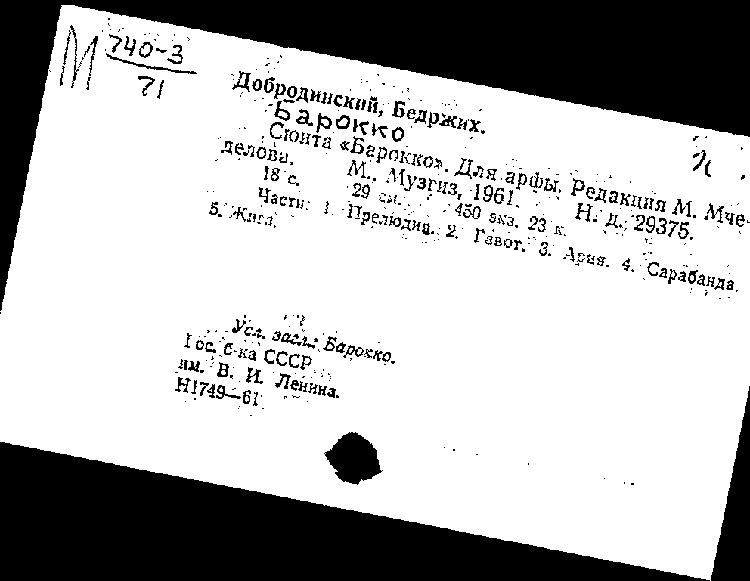 М 740-3
71
Добродинский, Бедржих.
Барокко
Сюита «Барокко». Для арфы. Редакция М. Мче-
делова. М., Музгиз, 1961. Н. д. 29375.
18 с. 29 см. 450 экз. 23 к.
Части: 1. Прелюдия. 2. Гавот. 3. Ария. 4. Сарабанда.
5. Жига.
Усл. загл.: Барокко.
Гос. б-ка СССР
им. В. И. Ленина.
Н1749—61